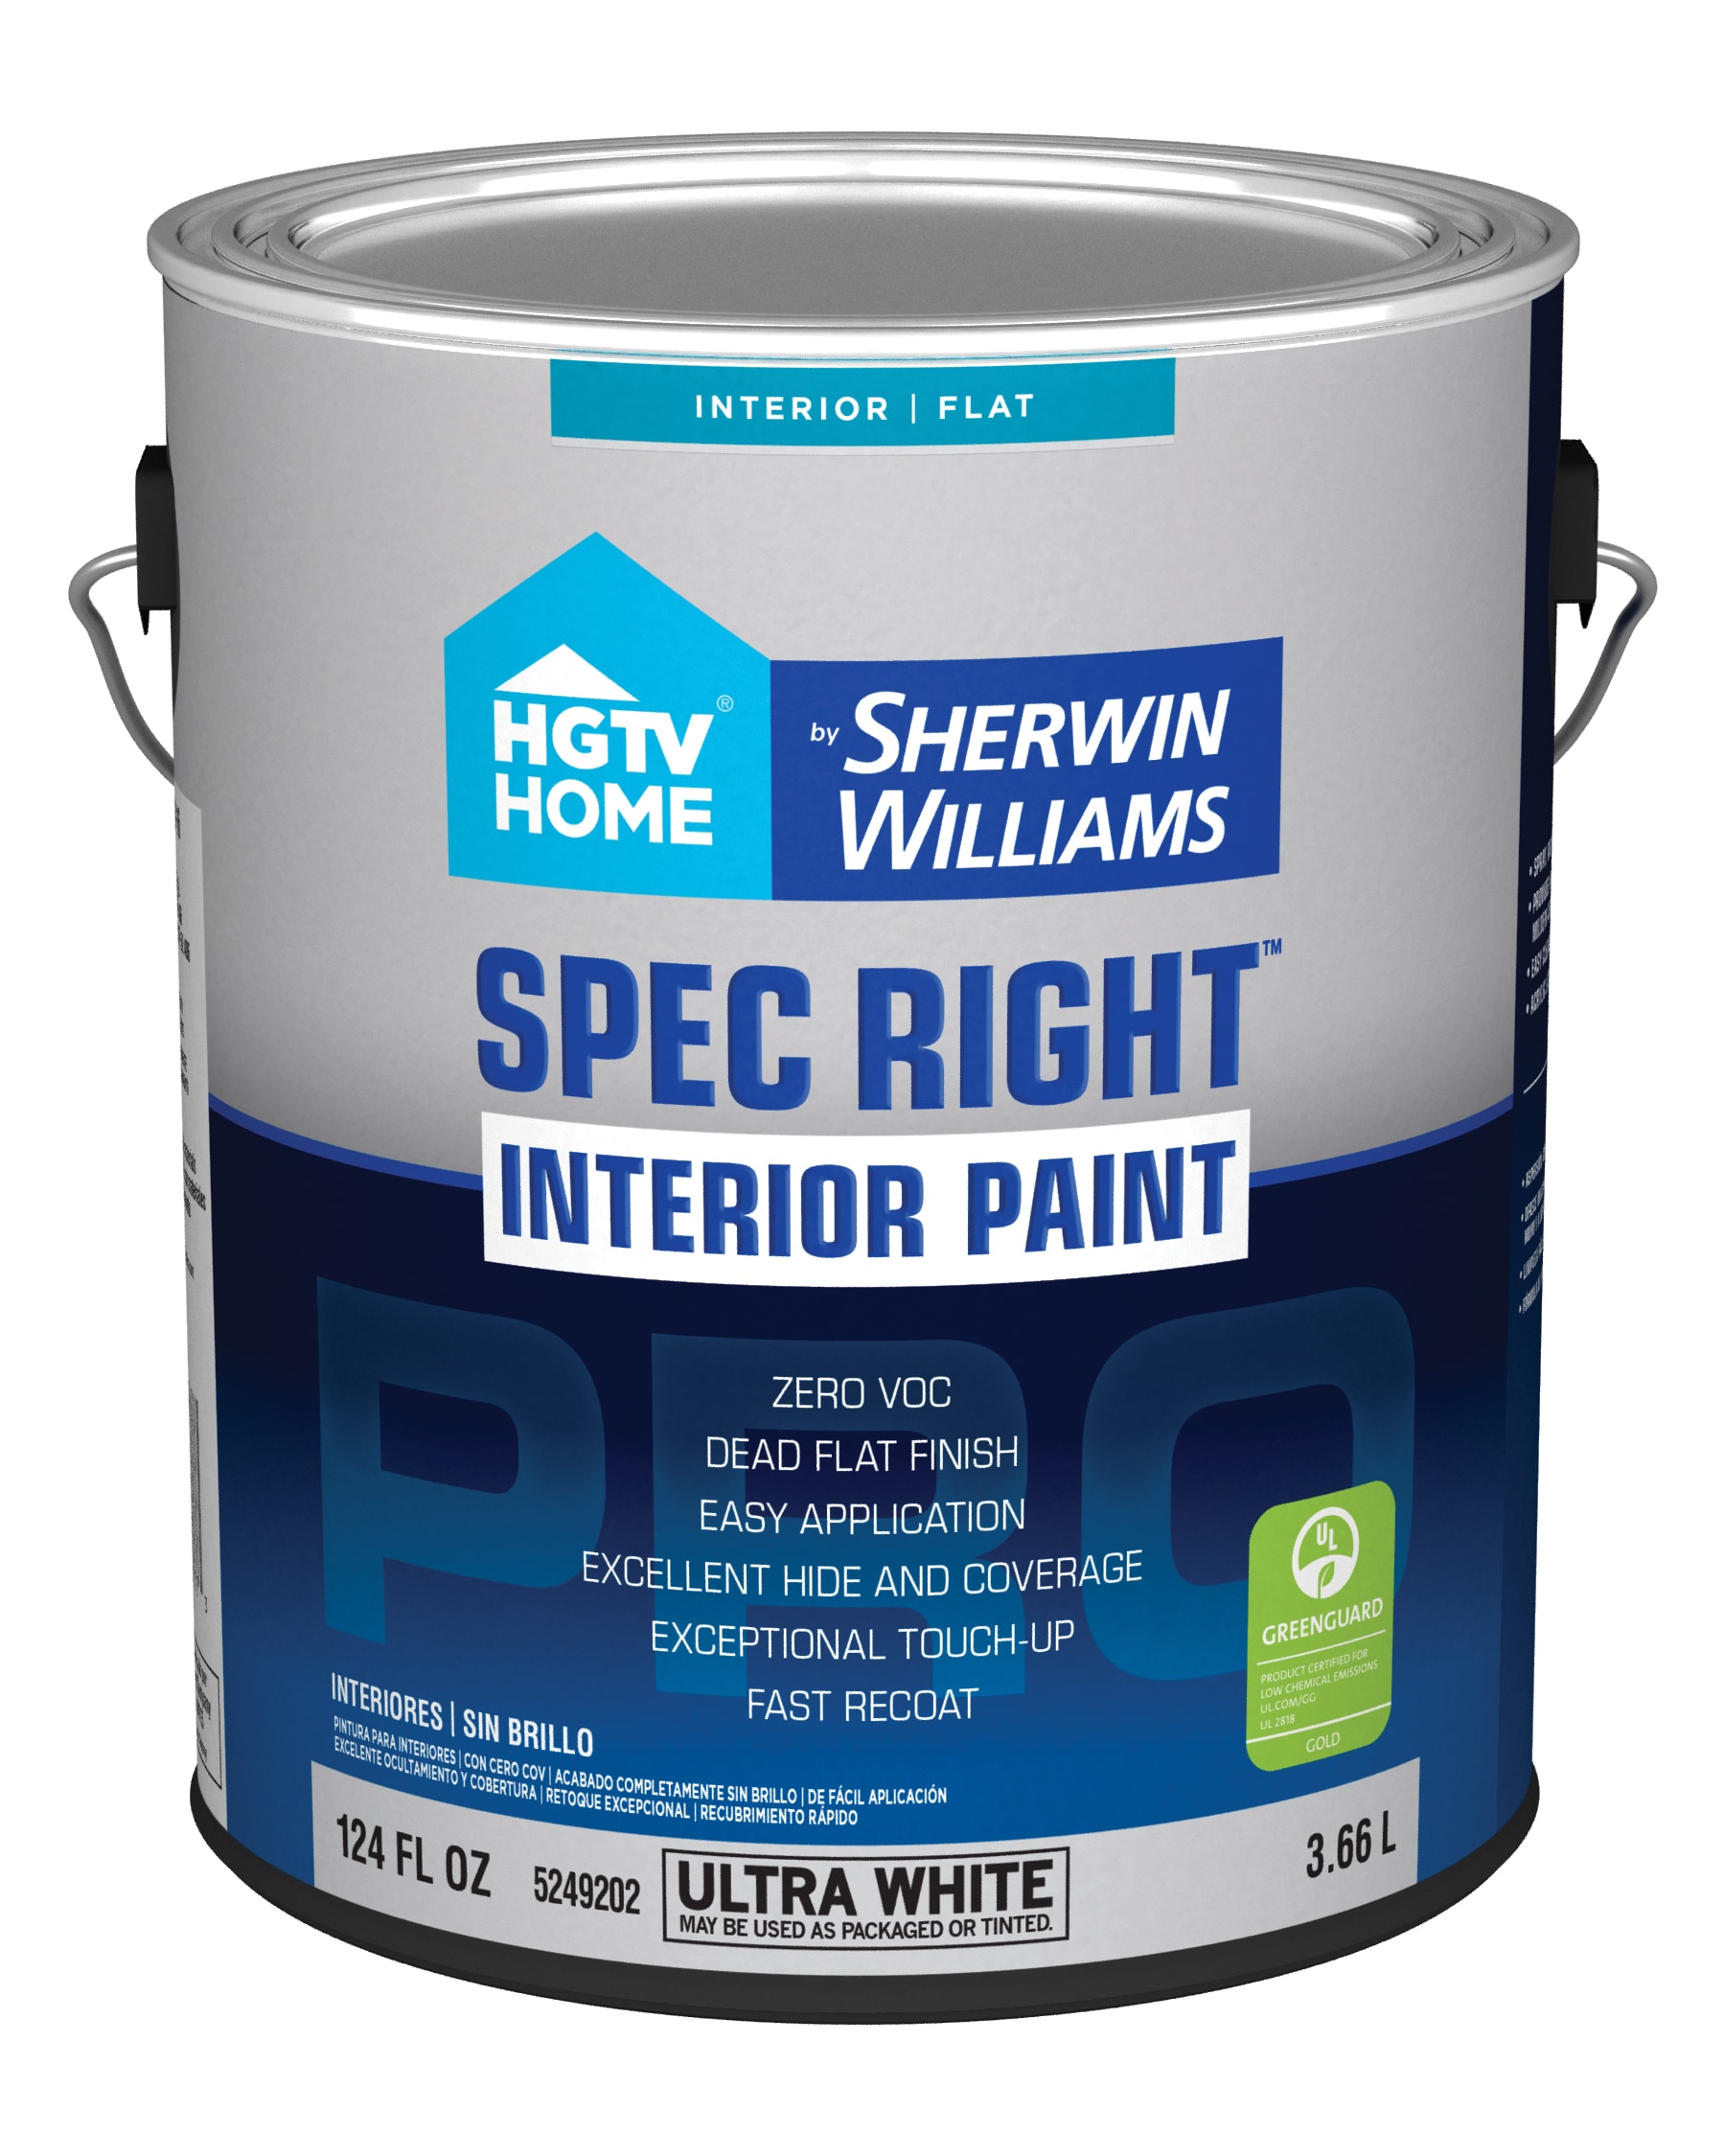 INTERIOR | FLAT
HGTV®
HOME
by SHERWIN
WILLIAMS
SPEC RIGHT™
INTERIOR PAINT
PRO
ZERO VOC
DEAD FLAT FINISH
EASY APPLICATION
EXCELLENT HIDE AND COVERAGE
EXCEPTIONAL TOUCH-UP
FAST RECOAT
UL
GREENGUARD
PRODUCT CERTIFIED FOR
LOW CHEMICAL EMISSIONS
UL.COM/GG
UL 2818
GOLD
INTERIORES | SIN BRILLO
PINTURA PARA INTERIORES | CON CERO COV | ACABADO COMPLETAMENTE SIN BRILLO | DE FÁCIL APLICACIÓN
EXCELENTE OCULTAMIENTO Y COBERTURA | RETOQUE EXCEPCIONAL | RECUBRIMIENTO RÁPIDO
124 FL OZ
5249202
ULTRA WHITE
MAY BE USED AS PACKAGED OR TINTED.
3.66 L